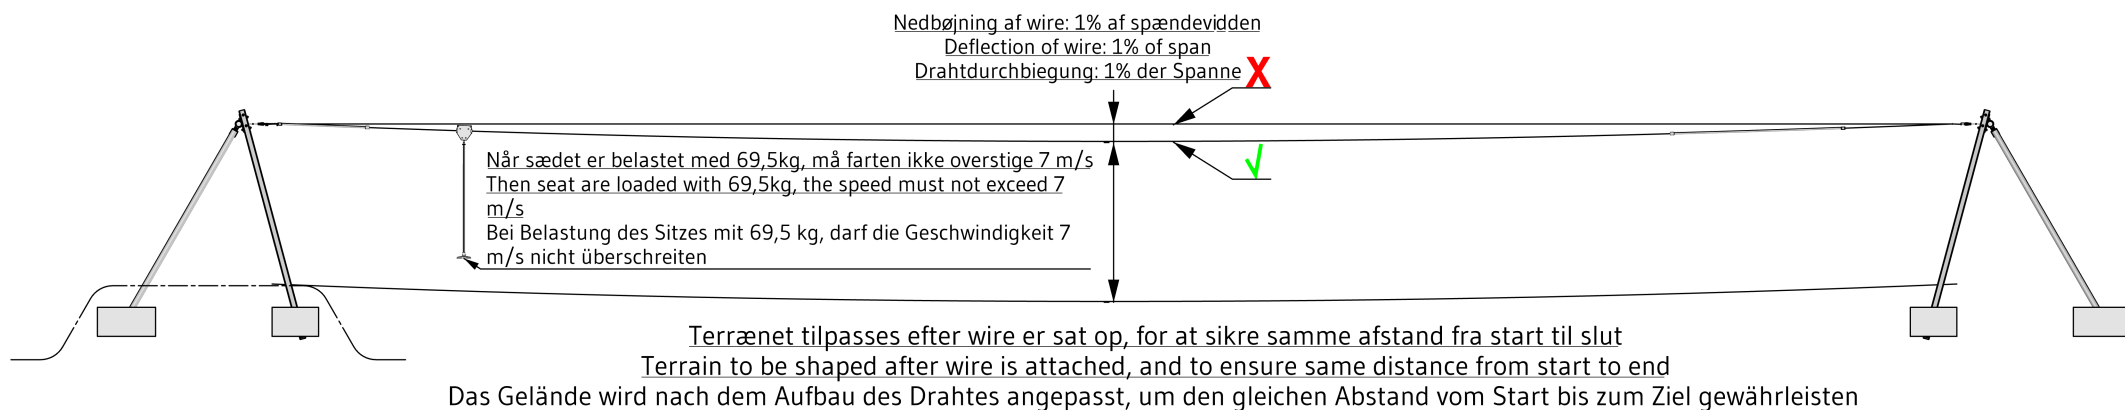 Nedbøjning af wire: 1% af spændevidden
Deflection of wire: 1% of span
Drahtdurchbiegung: 1% der Spanne
X
Når sædet er belastet med 69,5kg, må farten ikke overstige 7 m/s
Then seat are loaded with 69,5kg, the speed must not exceed 7
m/s
Bei Belastung des Sitzes mit 69,5 kg, darf die Geschwindigkeit 7
m/s nicht überschreiten
Terrænet tilpasses efter wire er sat op, for at sikre samme afstand fra start til slut
Terrain to be shaped after wire is attached, and to ensure same distance from start to end
Das Gelände wird nach dem Aufbau des Drahtes angepasst, um den gleichen Abstand vom Start bis zum Ziel gewährleisten